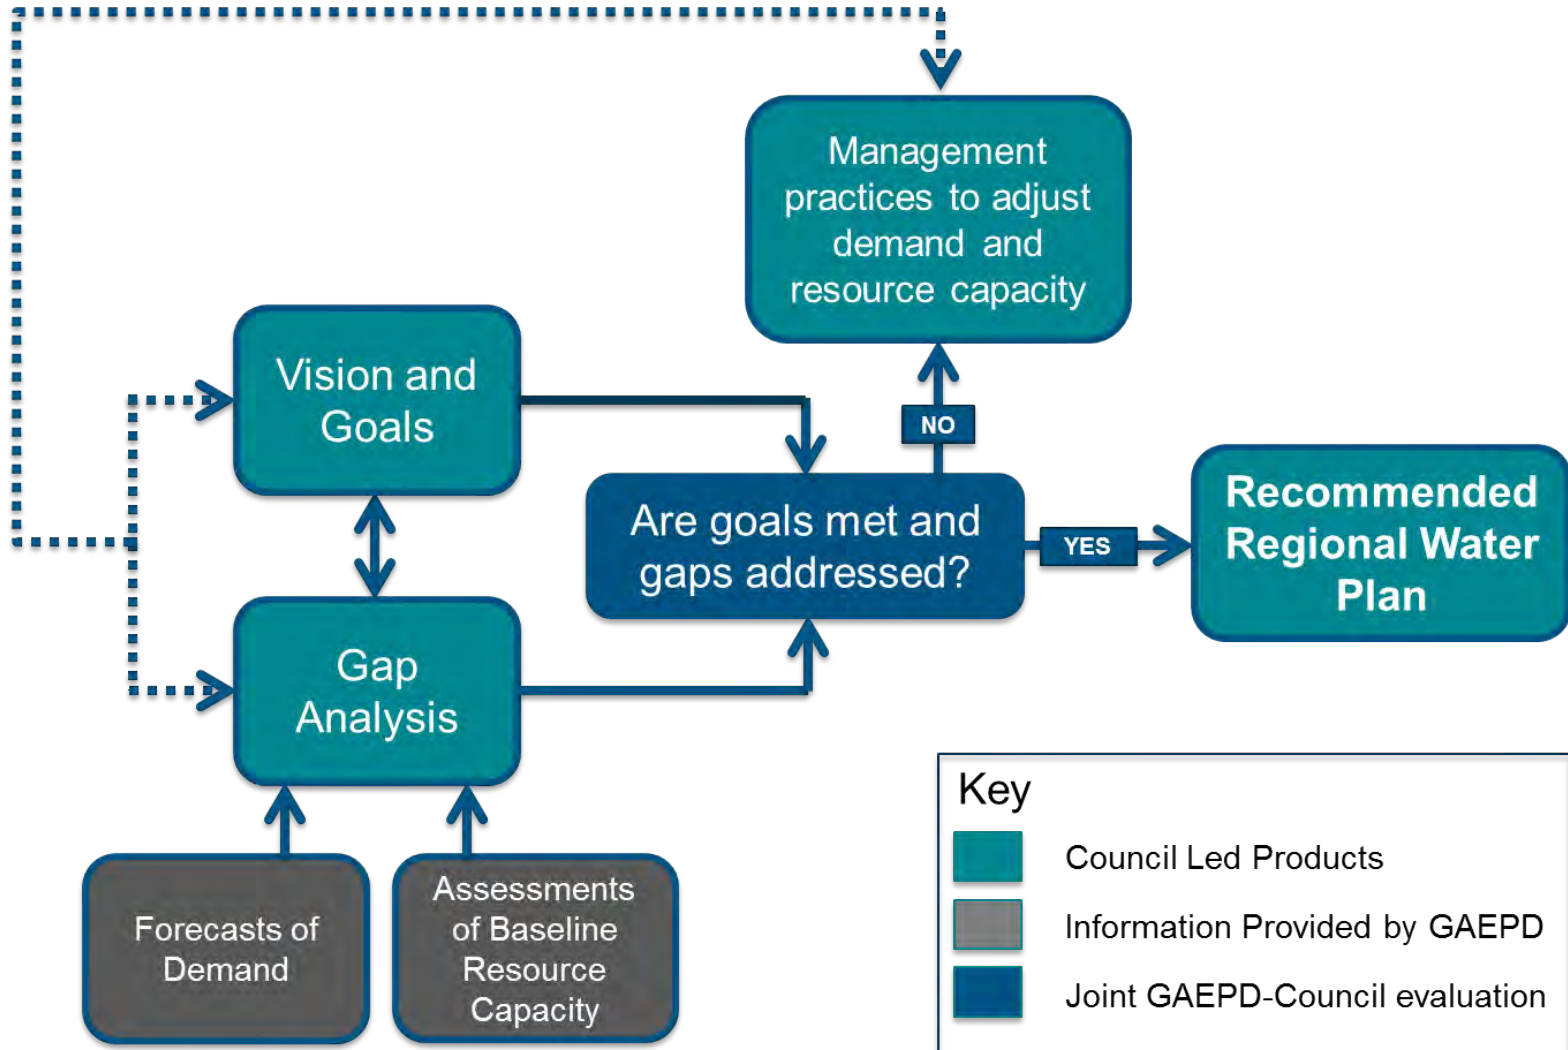 Management
practices to adjust
demand and
resource capacity
Vision and
Goals
NO
Are goals met and
gaps addressed?
YES
Recommended
Regional Water
Plan
Gap
Analysis
Forecasts of
Demand
Assessments
of Baseline
Resource
Capacity
Key
Council Led Products
Information Provided by GAEPD
Joint GAEPD-Council evaluation